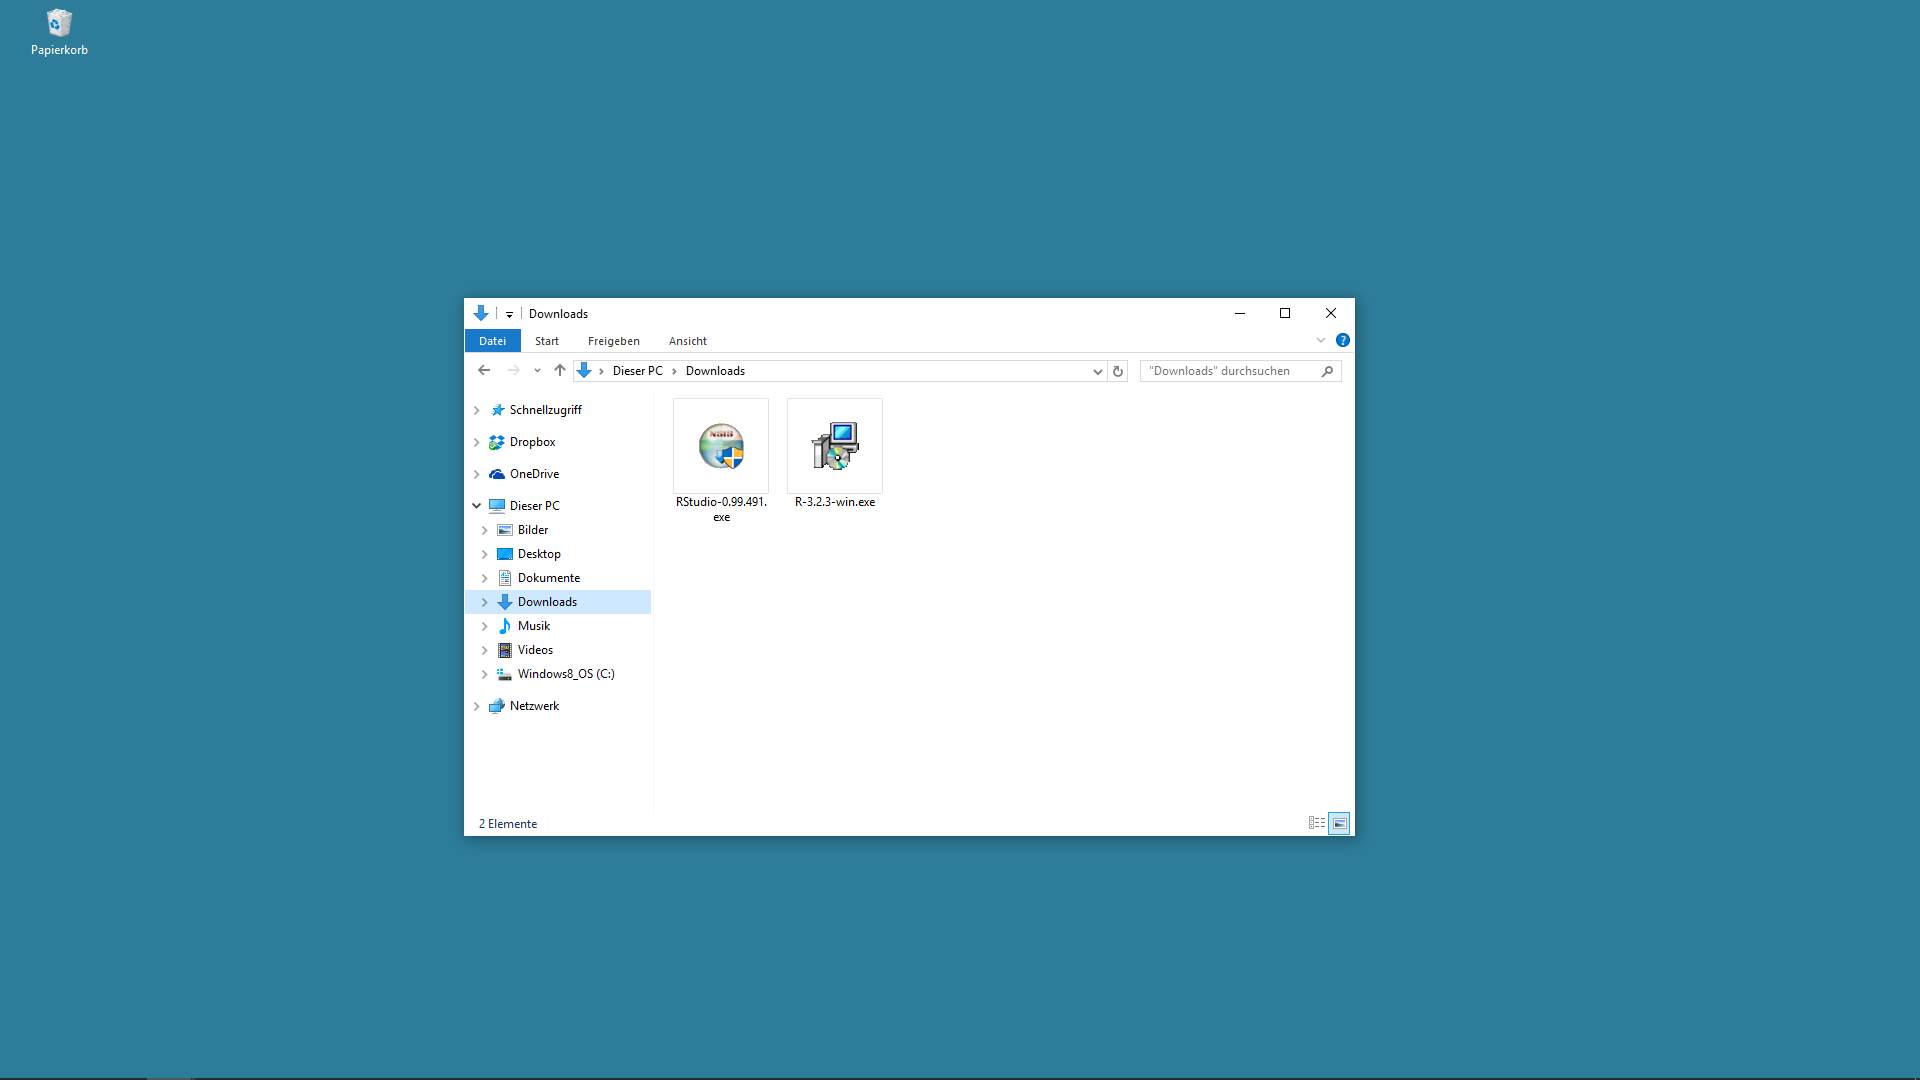 Papierkorb
Downloads
Datei Start Freigeben Ansicht
Dieser PC Downloads "Downloads" durchsuchen
Schnellzugriff
Dropbox
OneDrive
Dieser PC
Bilder
Desktop
Dokumente
Downloads
Musik
Videos
Windows8_OS (C:)
Netzwerk
NSIS
RStudio-0.99.491.
exe
R-3.2.3-win.exe
2 Elemente